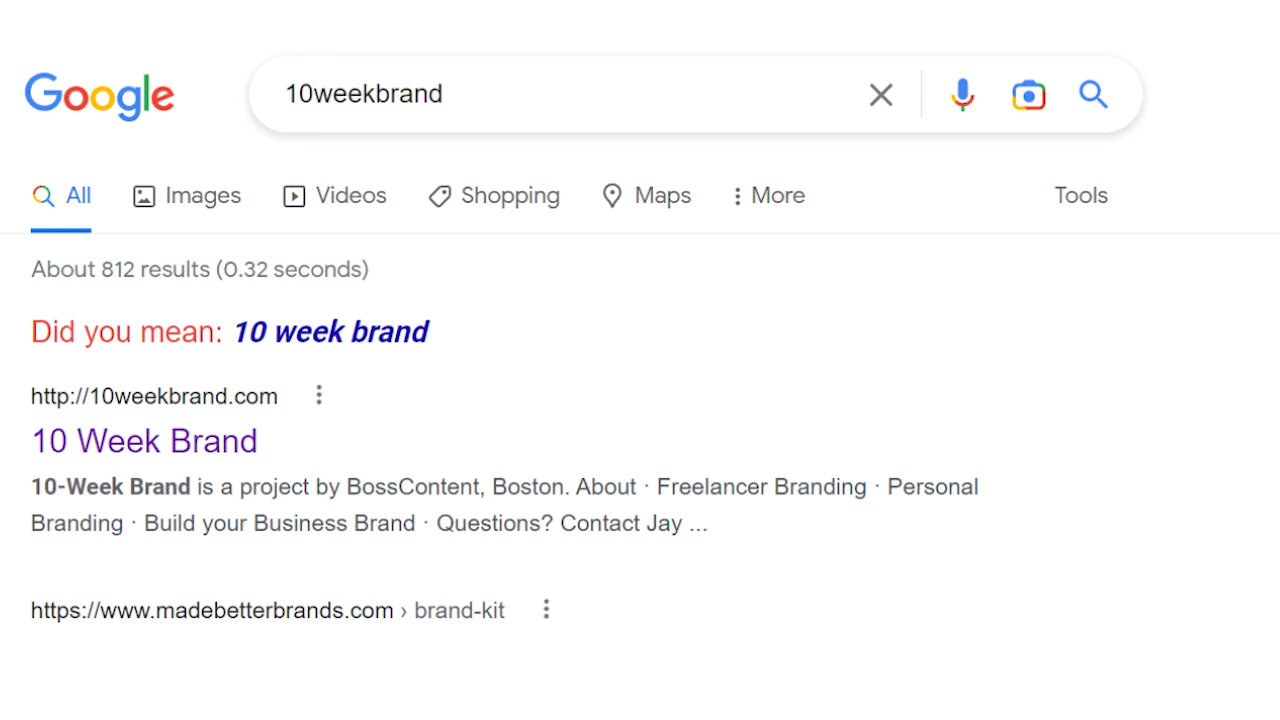 Google
10weekbrand
All Images Videos Shopping Maps More Tools
About 812 results (0.32 seconds)
Did you mean: 10 week brand
http://10weekbrand.com
10 Week Brand
10-Week Brand is a project by BossContent, Boston. About · Freelancer Branding · Personal
Branding · Build your Business Brand · Questions? Contact Jay ...
https://www.madebetterbrands.com › brand-kit